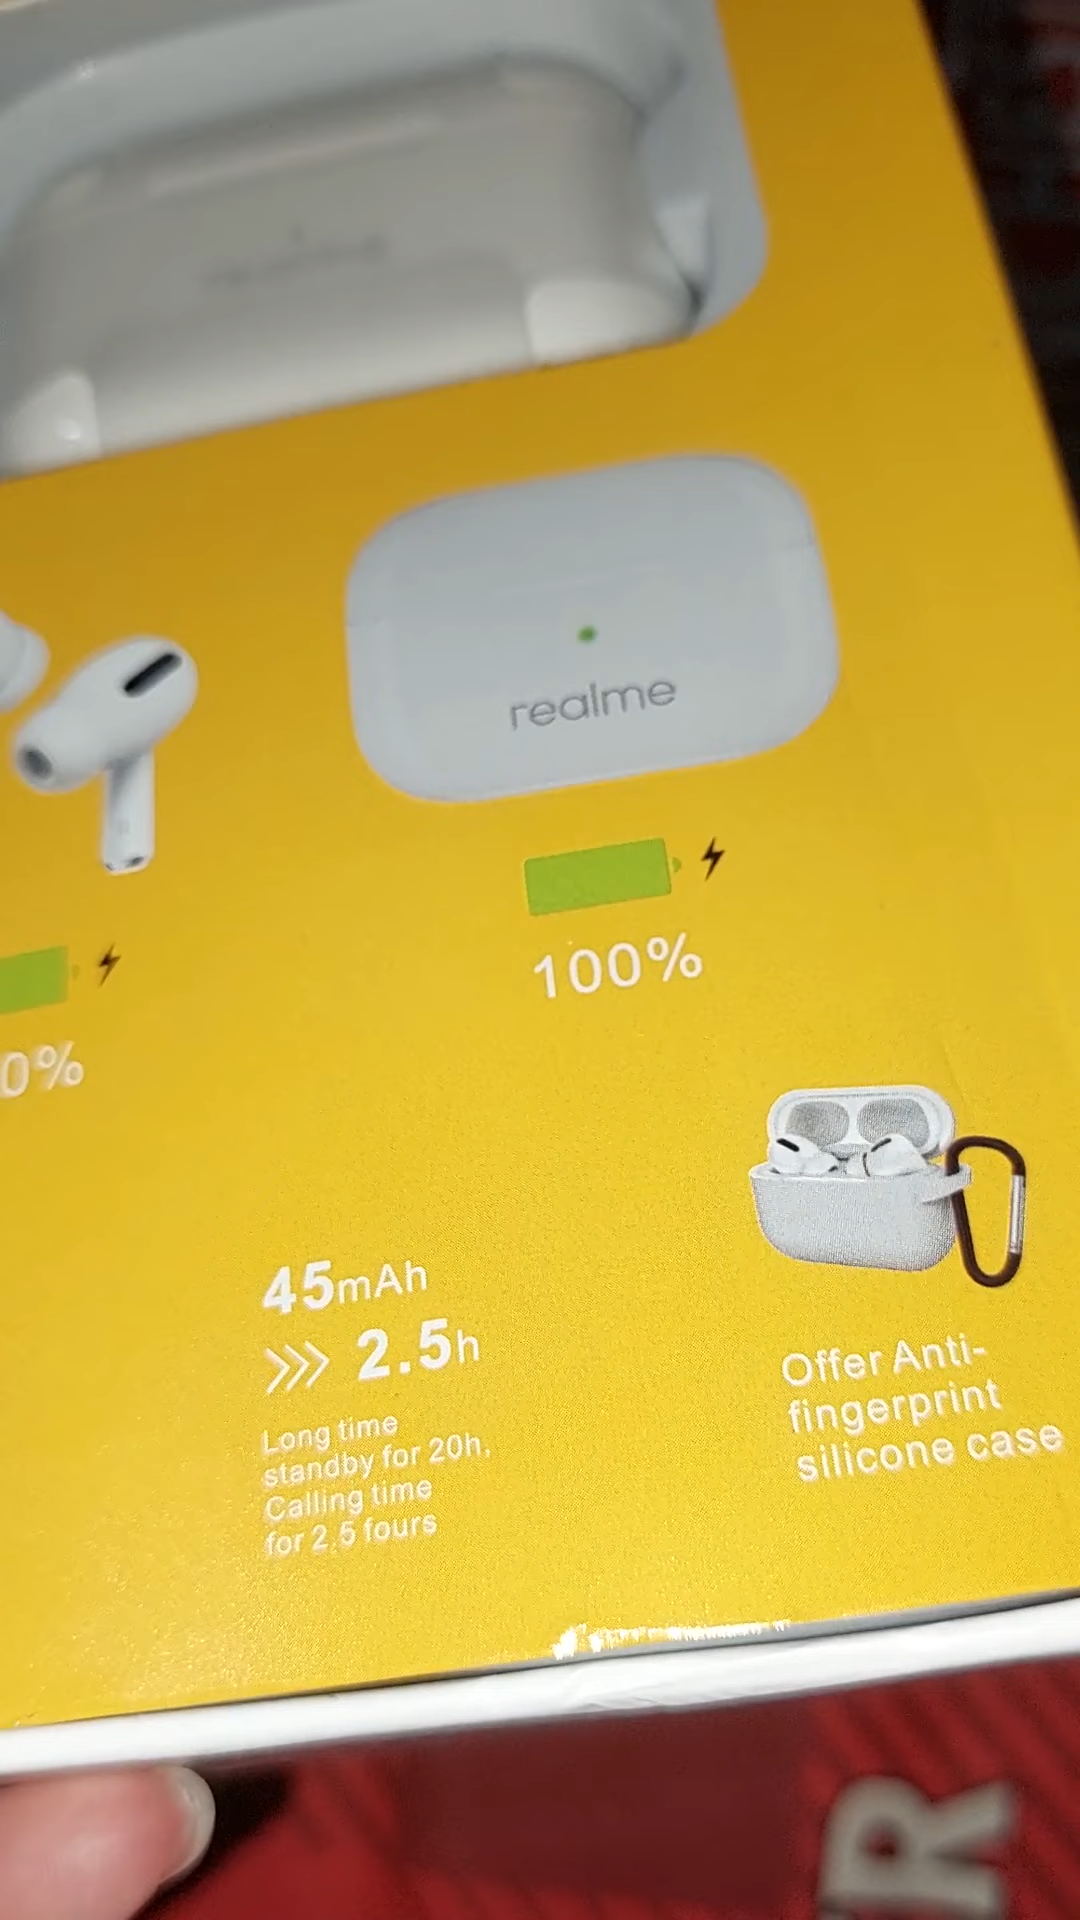 realme
100%
0%
45mAh
>>> 2.5h
Long time
standby for 20h,
Calling time
for 2.5 fours
Offer Anti-
fingerprint
silicone case
R